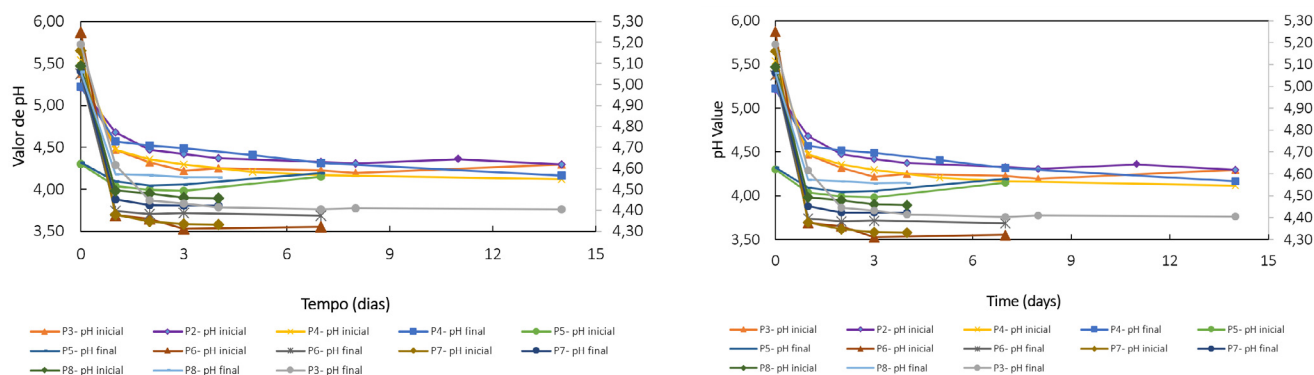 6,00
5,50
5,00
4,50
4,00
3,50
Valor de pH
5,30
5,20
5,10
5,00
4,90
4,80
4,70
4,60
4,50
4,40
4,30
0 3 6 9 12 15
Tempo (dias)
P3- pH inicial P2- pH inicial P4- pH inicial P4- pH final P5- pH inicial
P5- pH final P6- pH inicial P6- pH final P7- pH inicial P7- pH final
P8- pH inicial P8- pH final P3- pH final
6,00
5,50
5,00
4,50
4,00
3,50
pH Value
5,30
5,20
5,10
5,00
4,90
4,80
4,70
4,60
4,50
4,40
4,30
0 3 6 9 12 15
Time (days)
P3- pH inicial P2- pH inicial P4- pH inicial P4- pH final P5- pH inicial
P5- pH final P6- pH inicial P6- pH final P7- pH inicial P7- pH final
P8- pH inicial P8- pH final P3- pH final